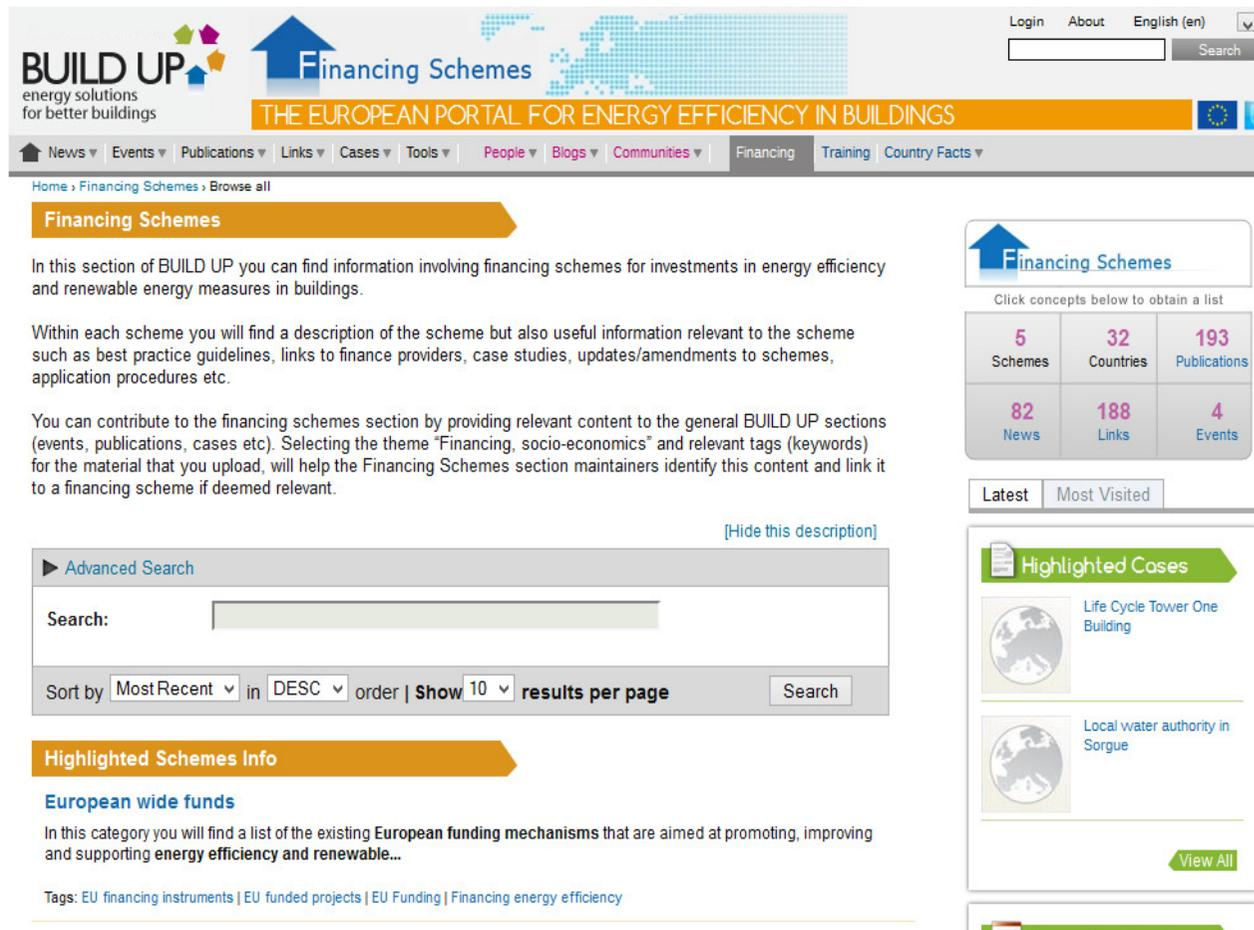 BUILD UP
energy solutions
for better buildings
Financing Schemes
THE EUROPEAN PORTAL FOR ENERGY EFFICIENCY IN BUILDINGS
Login About English (en)
Search
News Events Publications Links Cases Tools People Blogs Communities Financing Training Country Facts
Home › Financing Schemes › Browse all
Financing Schemes
In this section of BUILD UP you can find information involving financing schemes for investments in energy efficiency
and renewable energy measures in buildings.
Within each scheme you will find a description of the scheme but also useful information relevant to the scheme
such as best practice guidelines, links to finance providers, case studies, updates/amendments to schemes,
application procedures etc.
You can contribute to the financing schemes section by providing relevant content to the general BUILD UP sections
(events, publications, cases etc). Selecting the theme “Financing, socio-economics” and relevant tags (keywords)
for the material that you upload, will help the Financing Schemes section maintainers identify this content and link it
to a financing scheme if deemed relevant.
[Hide this description]
Advanced Search
Search:
Sort by Most Recent in DESC order | Show 10 results per page Search
Highlighted Schemes Info
European wide funds
In this category you will find a list of the existing European funding mechanisms that are aimed at promoting, improving
and supporting energy efficiency and renewable...
Tags: EU financing instruments | EU funded projects | EU Funding | Financing energy efficiency
Financing Schemes
Click concepts below to obtain a list
5 32 193
Schemes Countries Publications
82 188 4
News Links Events
Latest Most Visited
Highlighted Cases
Life Cycle Tower One
Building
Local water authority in
Sorgue
View All